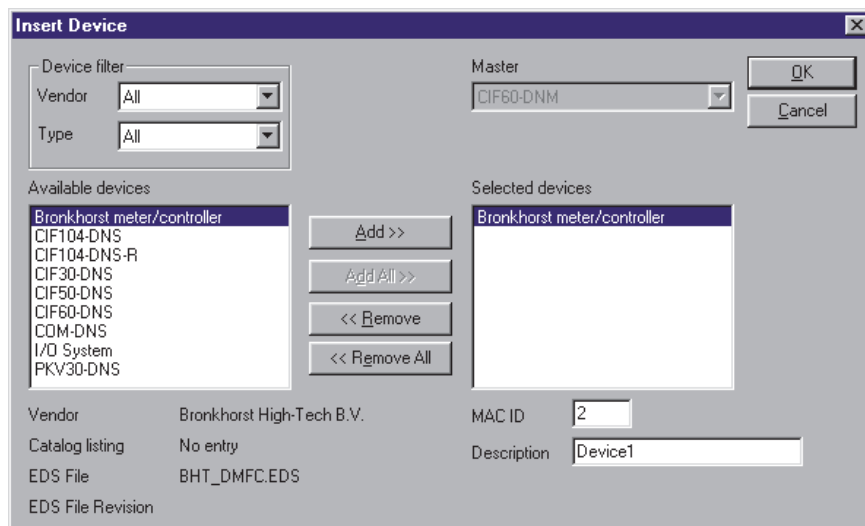 Insert Device
Device filter
Vendor All
Type All
Master
CIF60-DNM
OK
Cancel
Available devices
Bronkhorst meter/controller
CIF104-DNS
CIF104-DNS-R
CIF30-DNS
CIF50-DNS
CIF60-DNS
COM-DNS
I/O System
PKV30-DNS
Add >>
Add All >>
<< Remove
<< Remove All
Selected devices
Bronkhorst meter/controller
Vendor Bronkhorst High-Tech B.V.
Catalog listing No entry
EDS File BHT_DMFC.EDS
EDS File Revision
MAC ID 2
Description Device1